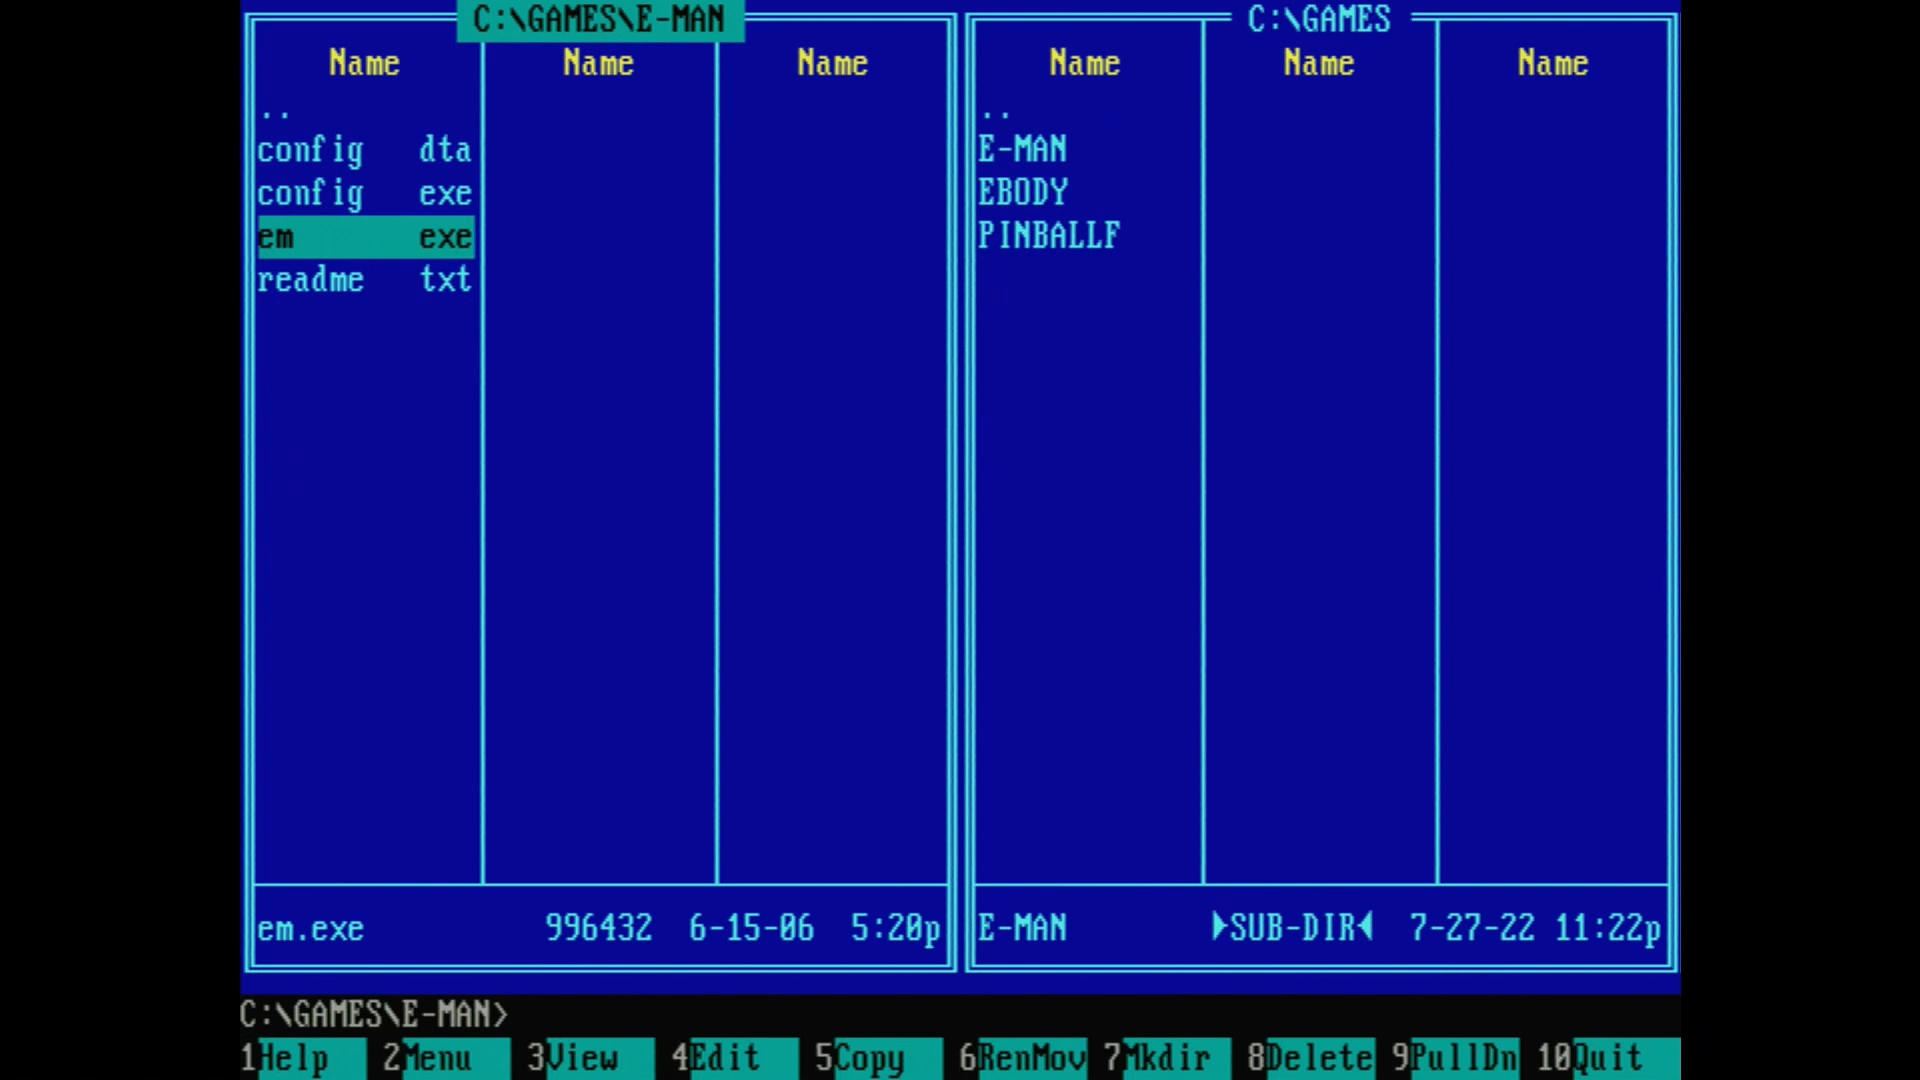 C:\GAMES\E-MAN
Name Name Name
..
config dta
config exe
em exe
readme txt
em.exe 996432 6-15-06 5:20p
C:\GAMES
Name Name Name
..
E-MAN
EBODY
PINBALLF
E-MAN ►SUB-DIR◄ 7-27-22 11:22p
C:\GAMES\E-MAN>
1Help 2Menu 3View 4Edit 5Copy 6RenMov 7Mkdir 8Delete 9PullDn 10Quit